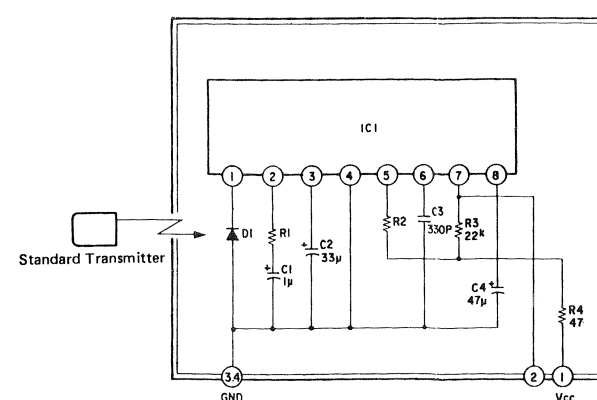 IC1
1 2 3 4 5 6 7 8
Standard Transmitter
D1
R1
C1
1μ
C2
33μ
R2
C3
330P
R3
22k
C4
47μ
R4
47
3.4
GND
2
1
Vcc